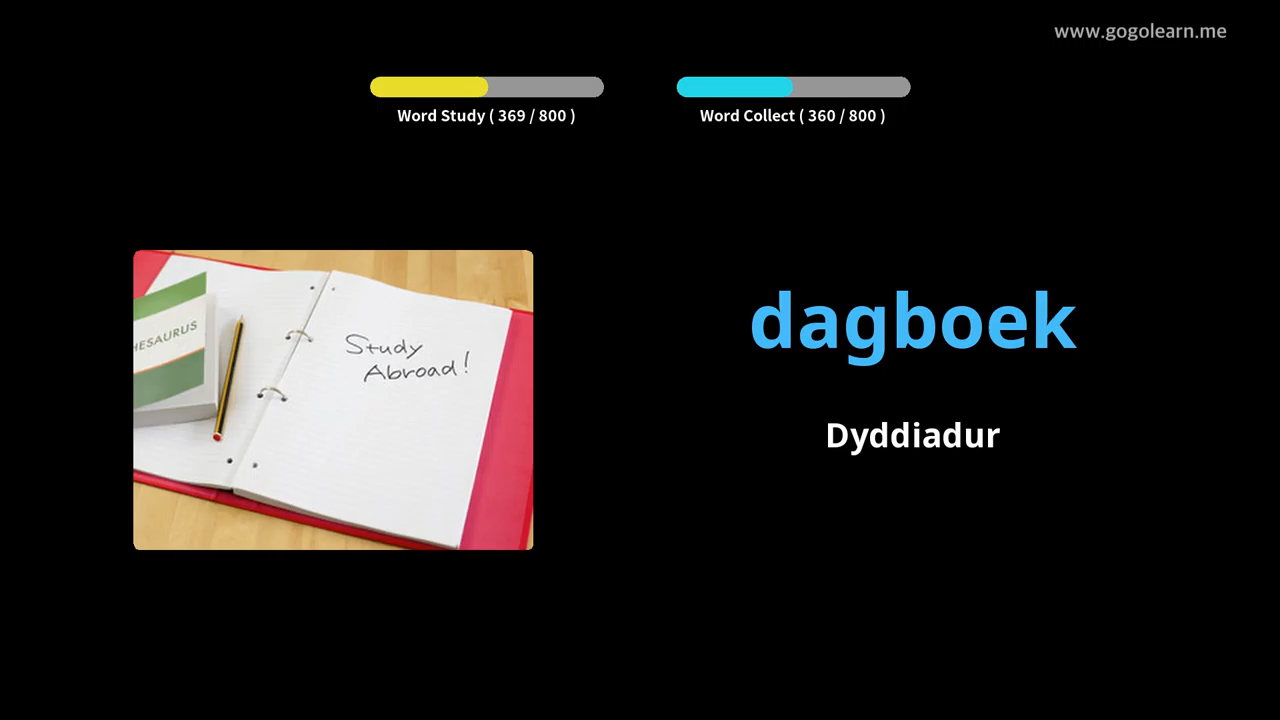 www.gogolearn.me
Word Study ( 369 / 800 )
Word Collect ( 360 / 800 )
HESAURUS
Study
Abroad!
dagboek
Dyddiadur